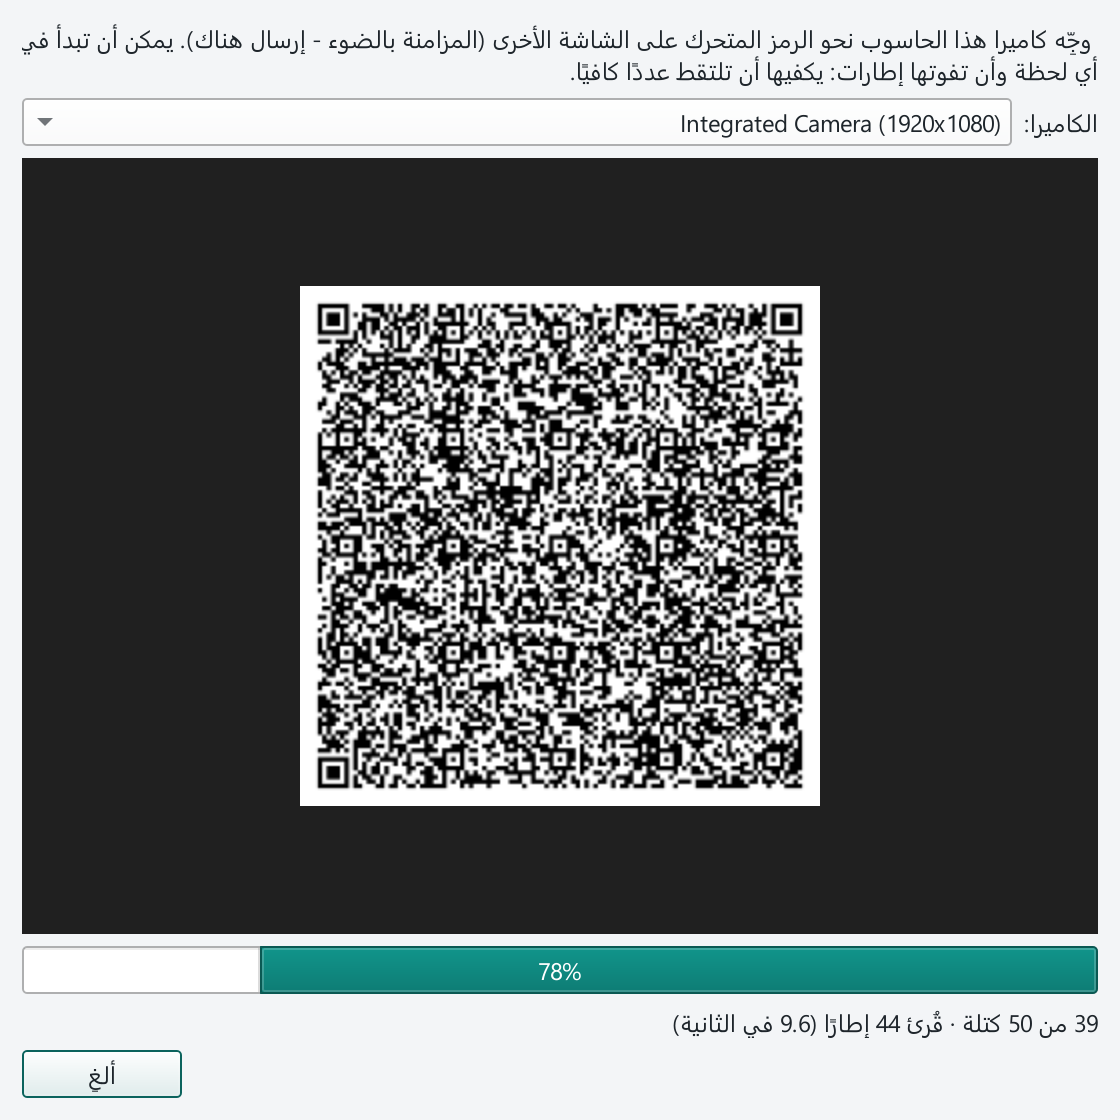 وجّه كاميرا هذا الحاسوب نحو الرمز المتحرك على الشاشة الأخرى (المزامنة بالضوء - إرسال هناك). يمكن أن تبدأ في
أي لحظة وأن تفوتها إطارات: يكفيها أن تلتقط عددًا كافيًا.
الكاميرا: Integrated Camera (1920x1080)
78%
39 من 50 كتلة · قُرئ 44 إطارًا (9.6 في الثانية)
ألغِ